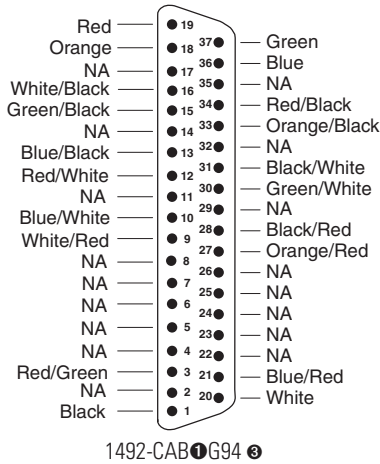 Red 19
37 Green
Orange 18
36 Blue
NA 17
35 NA
White/Black 16
34 Red/Black
Green/Black 15
33 Orange/Black
NA 14
32 NA
Blue/Black 13
31 Black/White
Red/White 12
30 Green/White
NA 11
29 NA
Blue/White 10
28 Black/Red
White/Red 9
27 Orange/Red
NA 8
26 NA
NA 7
25 NA
NA 6
24 NA
NA 5
23 NA
NA 4
22 NA
Red/Green 3
21 Blue/Red
NA 2
20 White
Black 1
1492-CAB❶G94 ❸